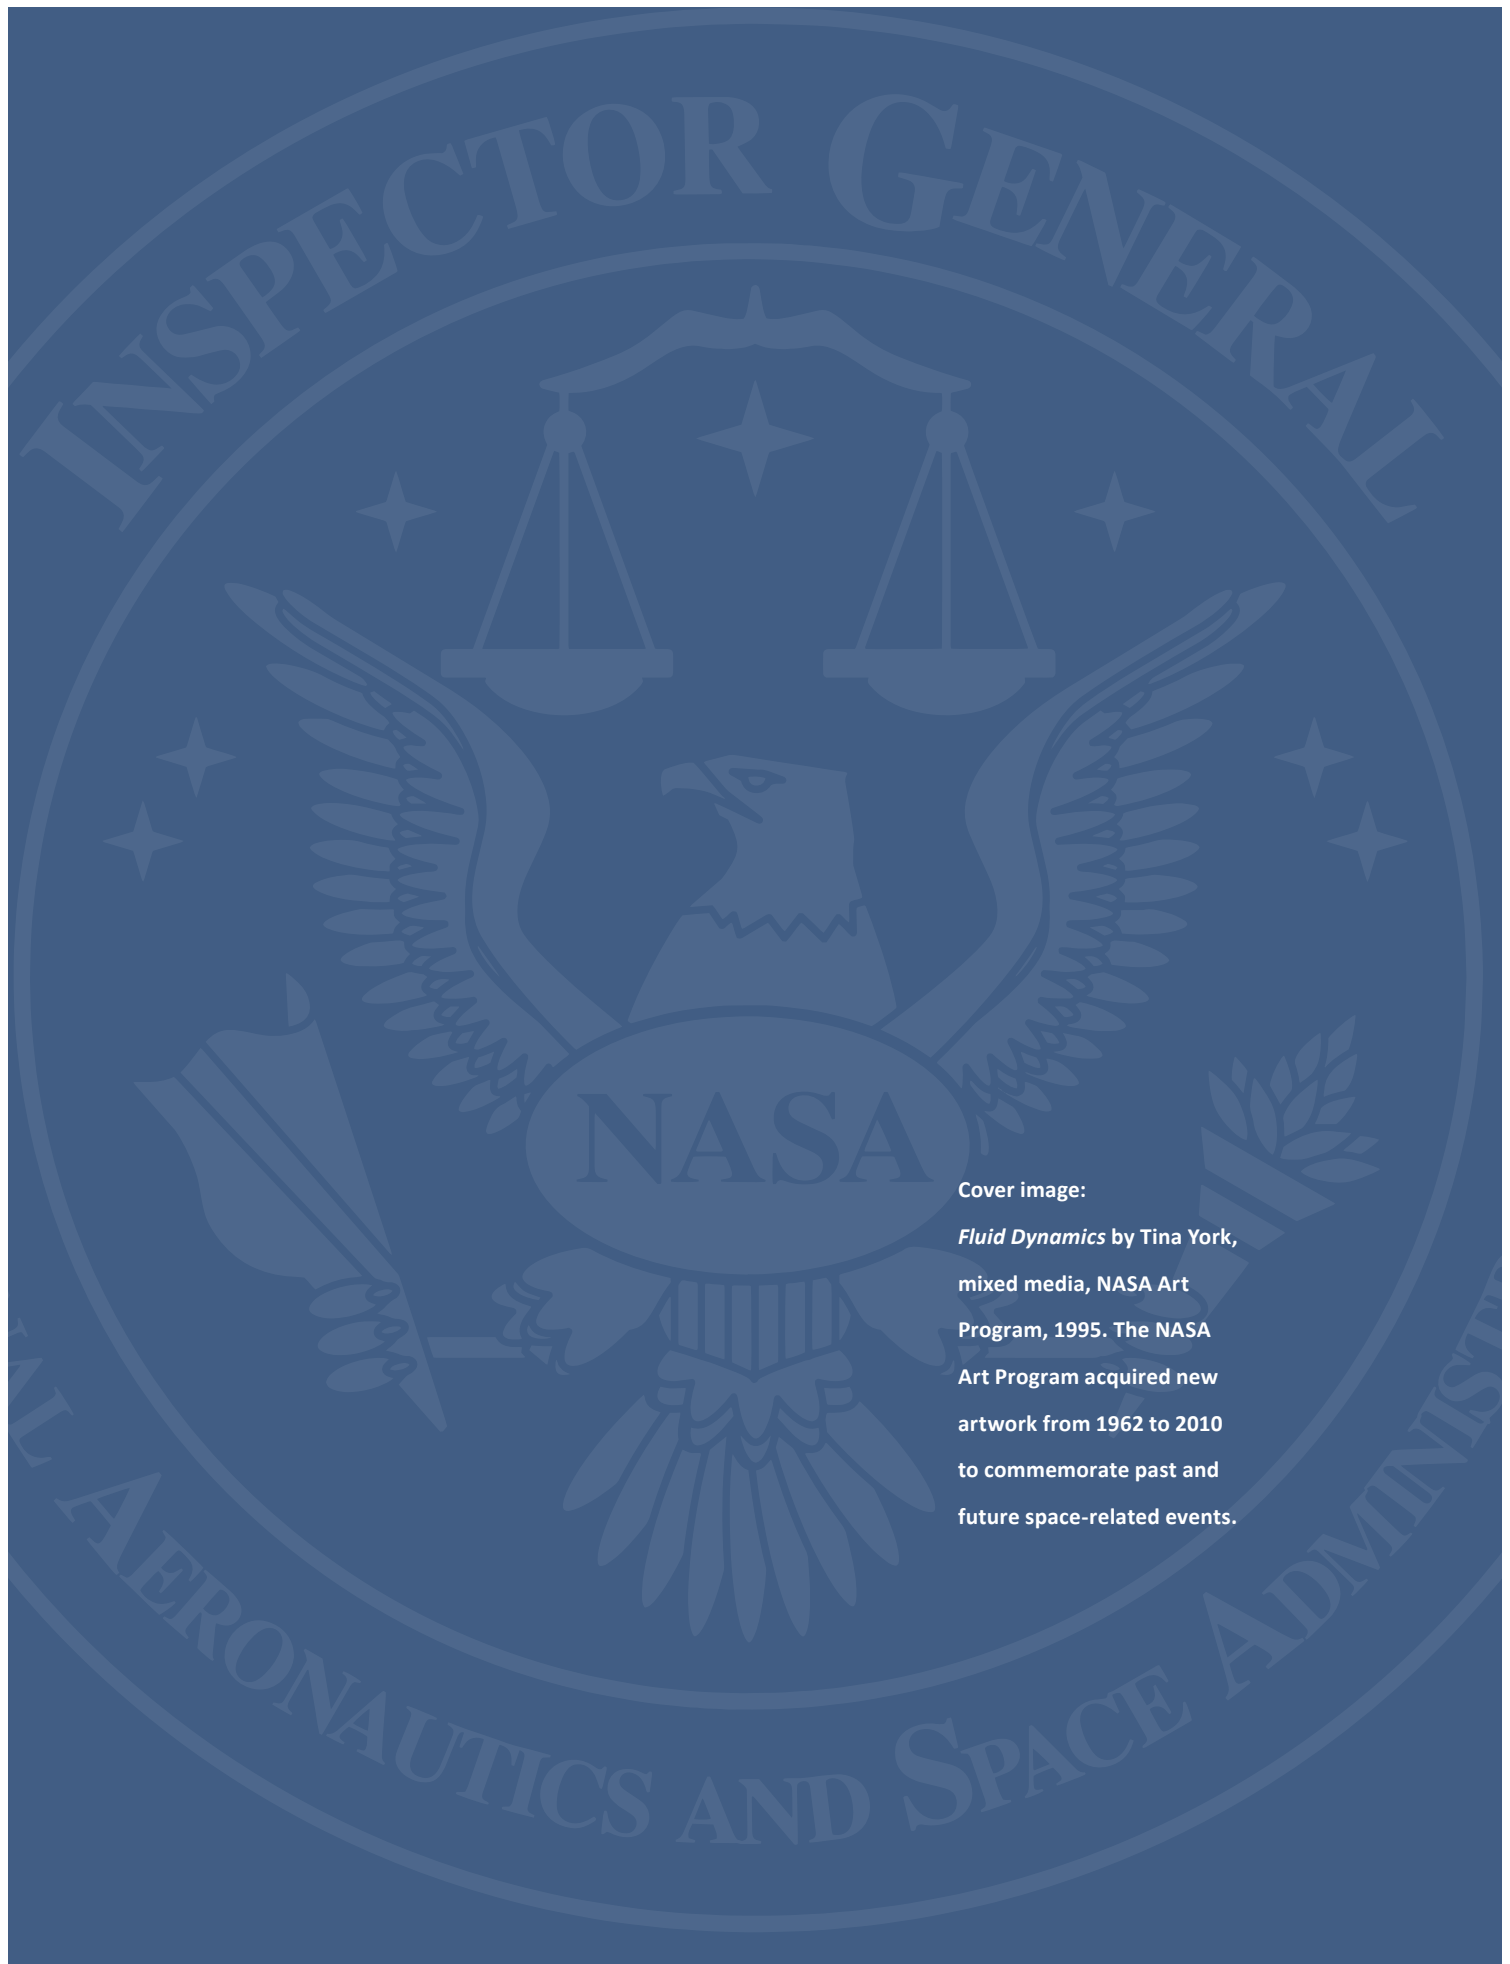 INSPECTOR GENERAL
NASA
Cover image:
Fluid Dynamics by Tina York,
mixed media, NASA Art
Program, 1995. The NASA
Art Program acquired new
artwork from 1962 to 2010
to commemorate past and
future space-related events.
AERONAUTICS AND SPACE